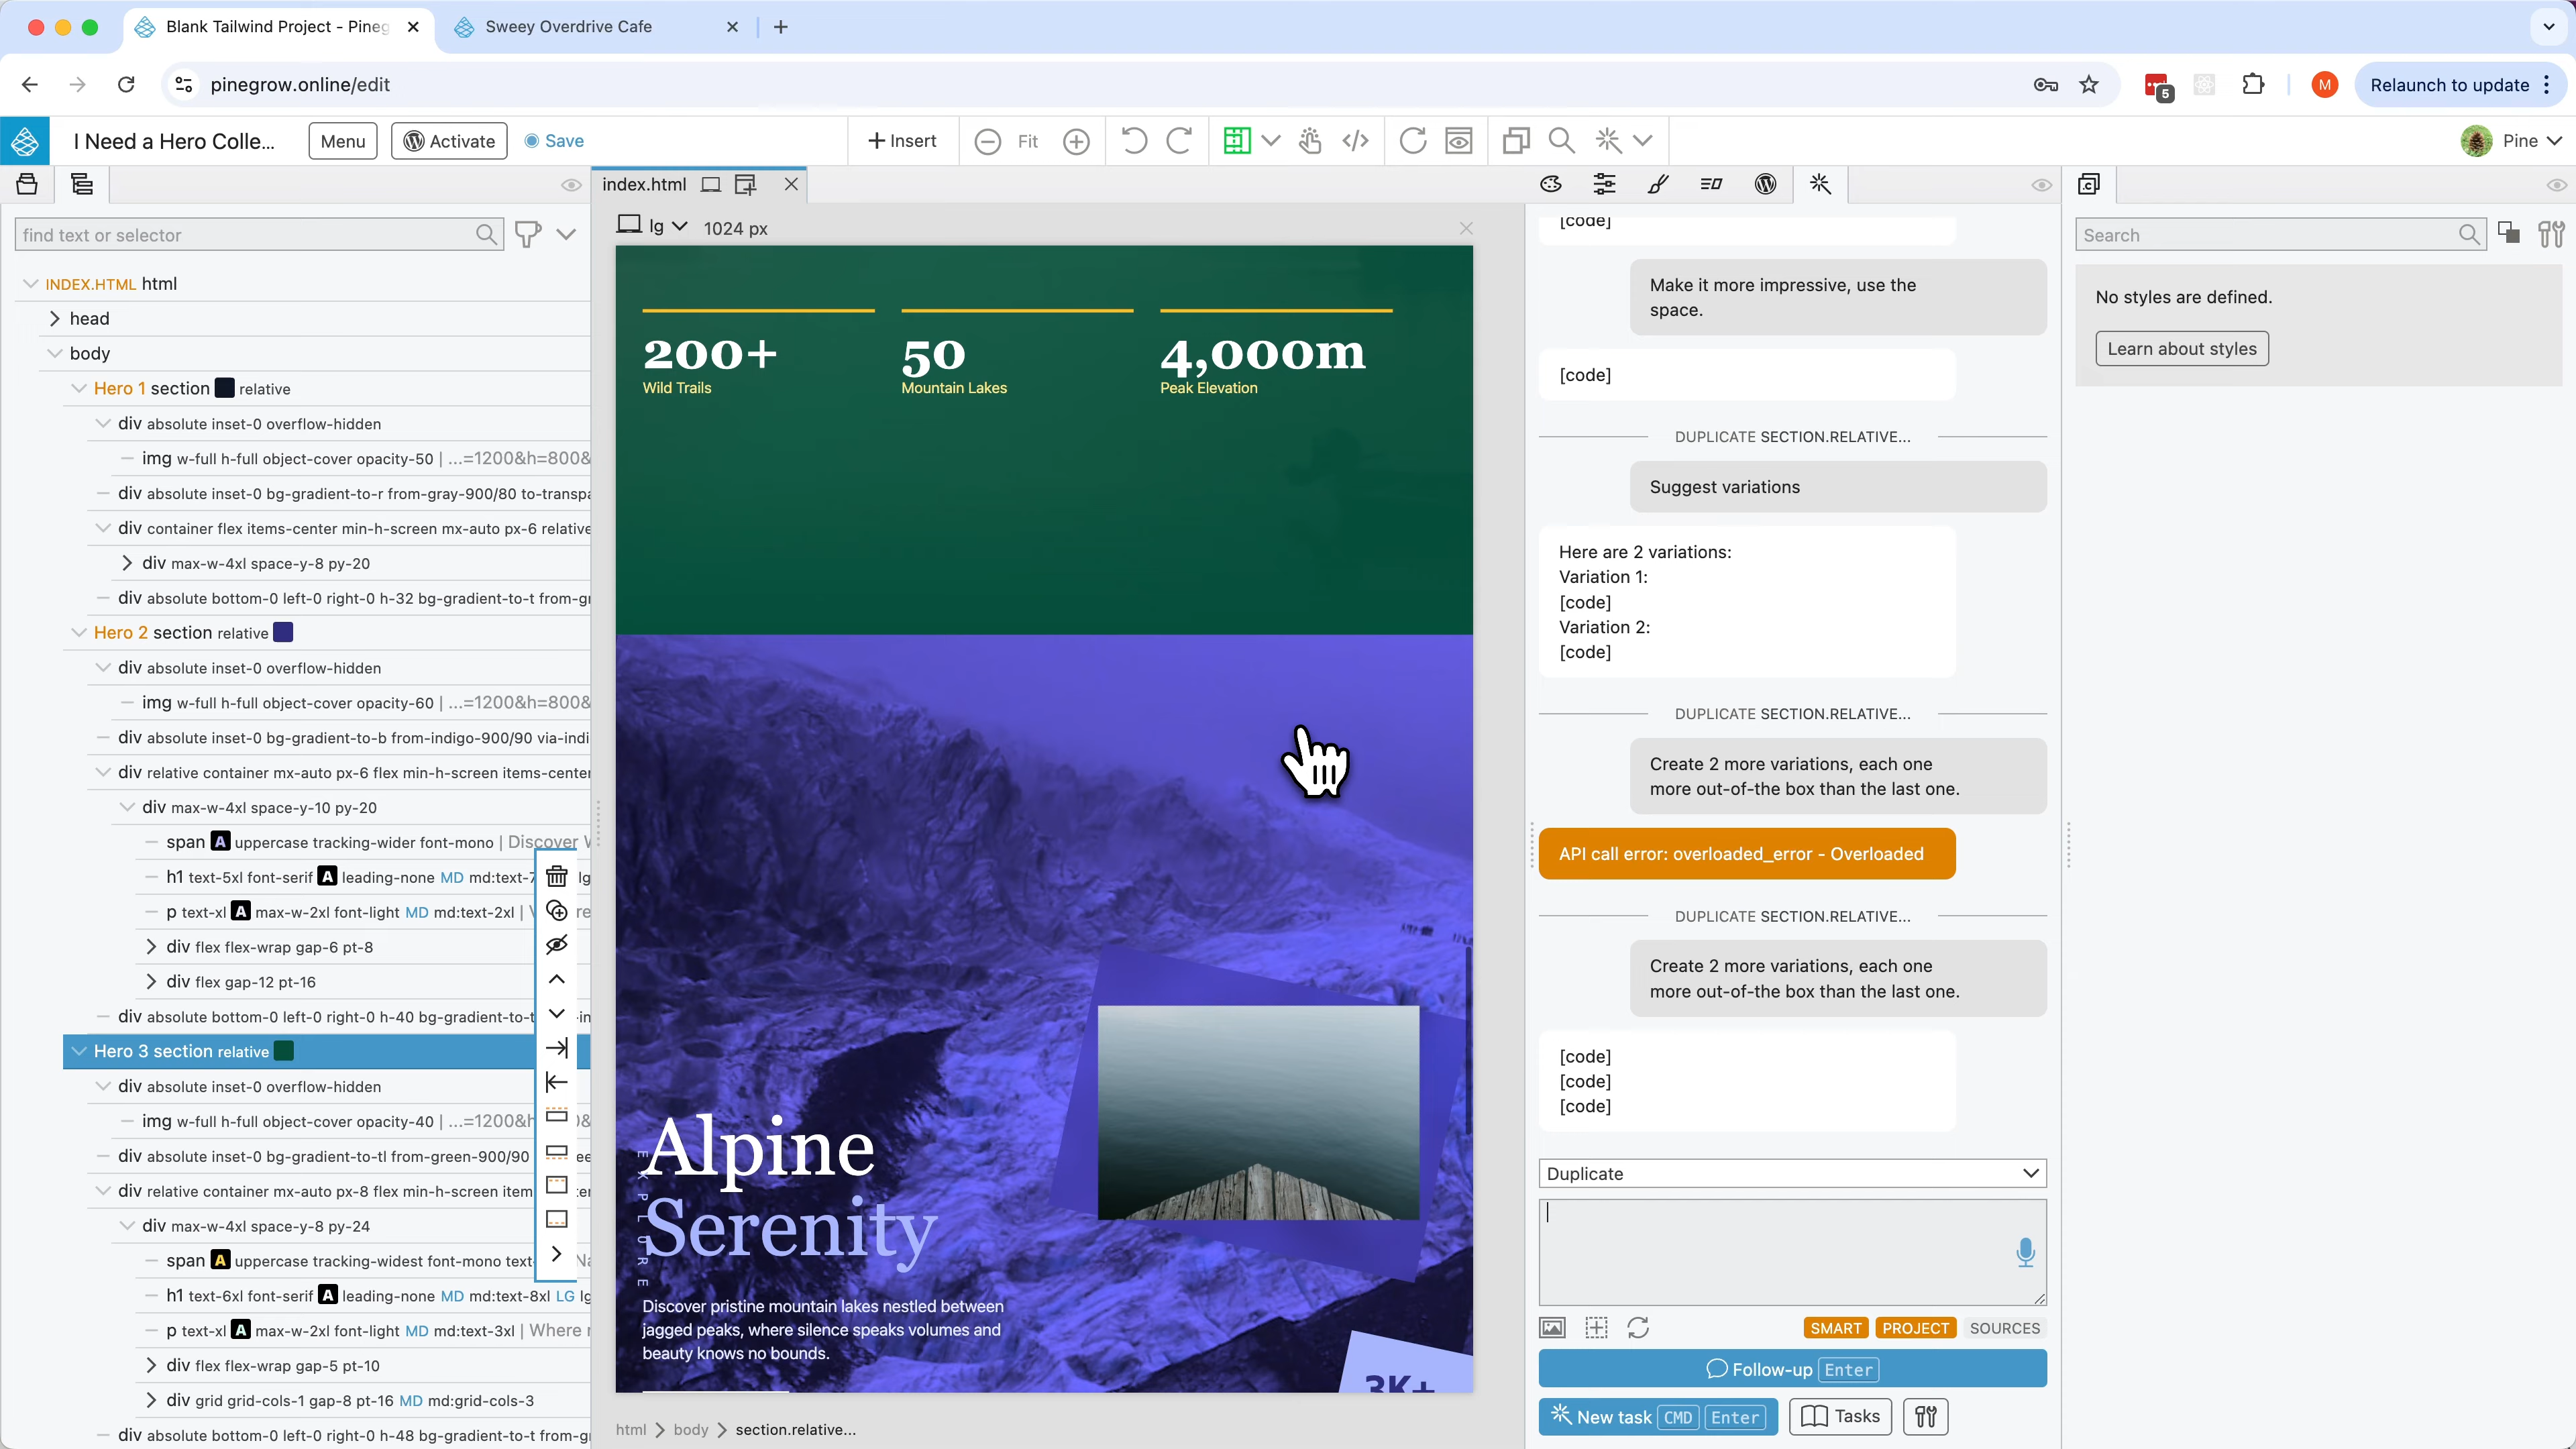 Blank Tailwind Project - Pineg
Sweey Overdrive Cafe
pinegrow.online/edit
5
M
Relaunch to update
I Need a Hero Colle...
Menu
Activate
Save
Insert
Fit
Pine
index.html
find text or selector
lg
1024 px
INDEX.HTML html
head
body
Hero 1 section relative
div absolute inset-0 overflow-hidden
img w-full h-full object-cover opacity-50 | ...=1200&h=800&
div absolute inset-0 bg-gradient-to-r from-gray-900/80 to-transpa
div container flex items-center min-h-screen mx-auto px-6 relative
div max-w-4xl space-y-8 py-20
div absolute bottom-0 left-0 right-0 h-32 bg-gradient-to-t from-gr
Hero 2 section relative
div absolute inset-0 overflow-hidden
img w-full h-full object-cover opacity-60 | ...=1200&h=800&
div absolute inset-0 bg-gradient-to-b from-indigo-900/90 via-indi
div relative container mx-auto px-6 flex min-h-screen items-center
div max-w-4xl space-y-10 py-20
span A uppercase tracking-wider font-mono | Discover
h1 text-5xl font-serif A leading-none MD md:text-7 lg
p text-xl A max-w-2xl font-light MD md:text-2xl |
div flex flex-wrap gap-6 pt-8
div flex gap-12 pt-16
div absolute bottom-0 left-0 right-0 h-40 bg-gradient-to-t
Hero 3 section relative
div absolute inset-0 overflow-hidden
img w-full h-full object-cover opacity-40 | ...=1200&h
div absolute inset-0 bg-gradient-to-tl from-green-900/90
div relative container mx-auto px-8 flex min-h-screen item
div max-w-4xl space-y-8 py-24
span A uppercase tracking-widest font-mono text-
h1 text-6xl font-serif A leading-none MD md:text-8xl LG lg
p text-xl A max-w-2xl font-light MD md:text-3xl | Where
div flex flex-wrap gap-5 pt-10
div grid grid-cols-1 gap-8 pt-16 MD md:grid-cols-3
div absolute bottom-0 left-0 right-0 h-48 bg-gradient-to-t from-g
200+
Wild Trails
50
Mountain Lakes
4,000m
Peak Elevation
EXPLORE
Alpine
Serenity
Discover pristine mountain lakes nestled between
jagged peaks, where silence speaks volumes and
beauty knows no bounds.
3K+
html > body > section.relative...
[code]
Make it more impressive, use the
space.
[code]
DUPLICATE SECTION.RELATIVE...
Suggest variations
Here are 2 variations:
Variation 1:
[code]
Variation 2:
[code]
DUPLICATE SECTION.RELATIVE...
Create 2 more variations, each one
more out-of-the box than the last one.
API call error: overloaded_error - Overloaded
DUPLICATE SECTION.RELATIVE...
Create 2 more variations, each one
more out-of-the box than the last one.
[code]
[code]
[code]
Duplicate
SMART
PROJECT
SOURCES
Follow-up Enter
New task CMD Enter
Tasks
Search
No styles are defined.
Learn about styles